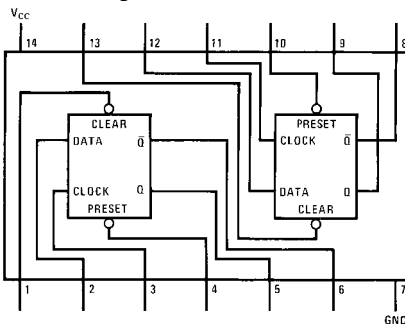 VCC
14 13 12 11 10 9 8
CLEAR PRESET
DATA Q̅ CLOCK Q̅
CLOCK Q DATA Q
PRESET CLEAR
1 2 3 4 5 6 7
GND